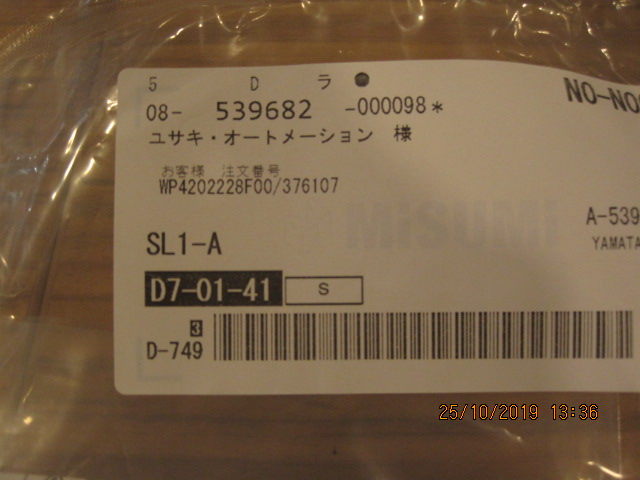 5 D ラ ●
08- 539682 -000098*
NO-NO
ユサキ・オートメーション 様
お客様 注文番号
WP4202228F00/376107
MiSUMi
A-539
YAMATA
SL1-A
D7-01-41 S
3
D-749
25/10/2019 13:36